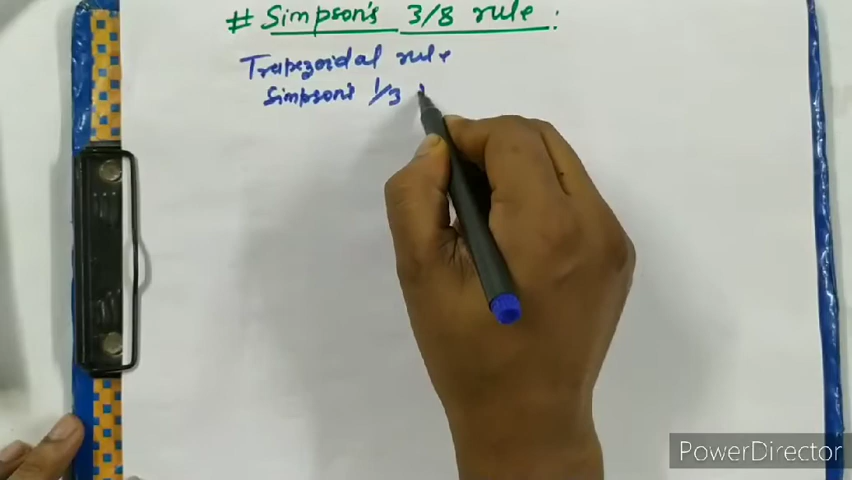 # Simpson's 3/8 rule :
Trapezoidal rule
Simpson's 1/3
PowerDirector